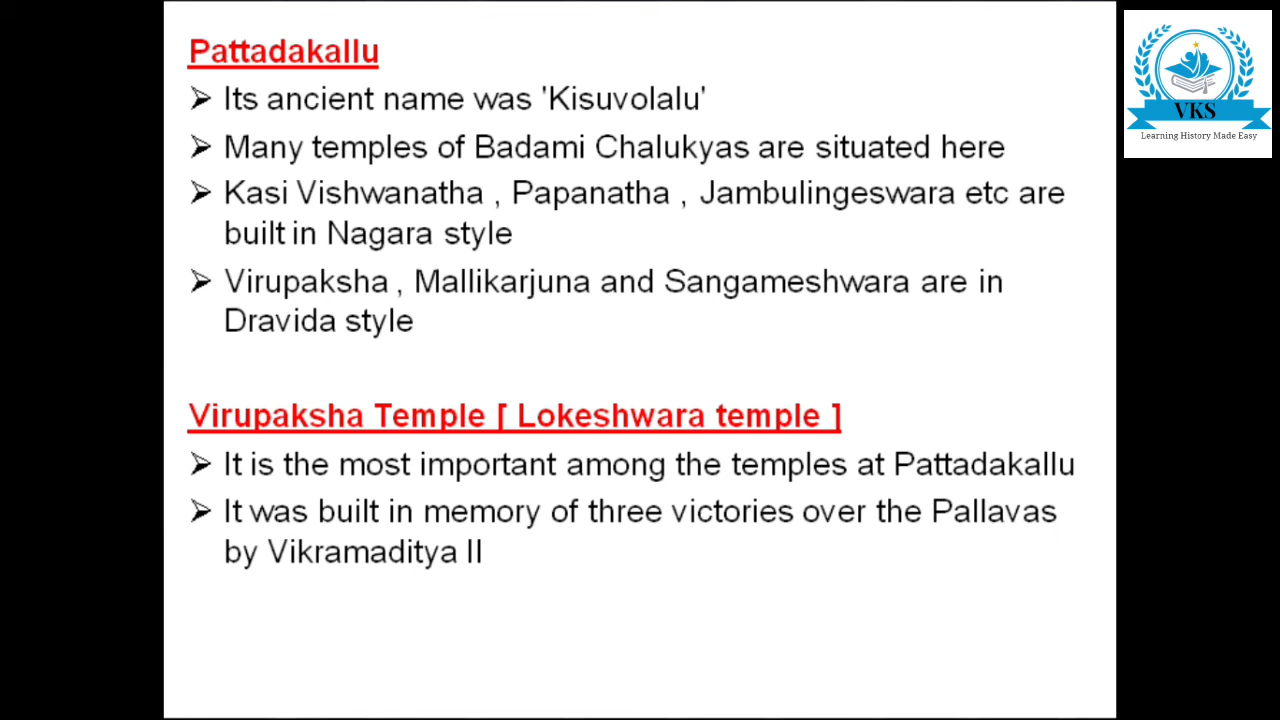 Pattadakallu
➢ Its ancient name was 'Kisuvolalu'
➢ Many temples of Badami Chalukyas are situated here
➢ Kasi Vishwanatha , Papanatha , Jambulingeswara etc are
built in Nagara style
➢ Virupaksha , Mallikarjuna and Sangameshwara are in
Dravida style
Virupaksha Temple [ Lokeshwara temple ]
➢ It is the most important among the temples at Pattadakallu
➢ It was built in memory of three victories over the Pallavas
by Vikramaditya II
VKS
Learning History Made Easy